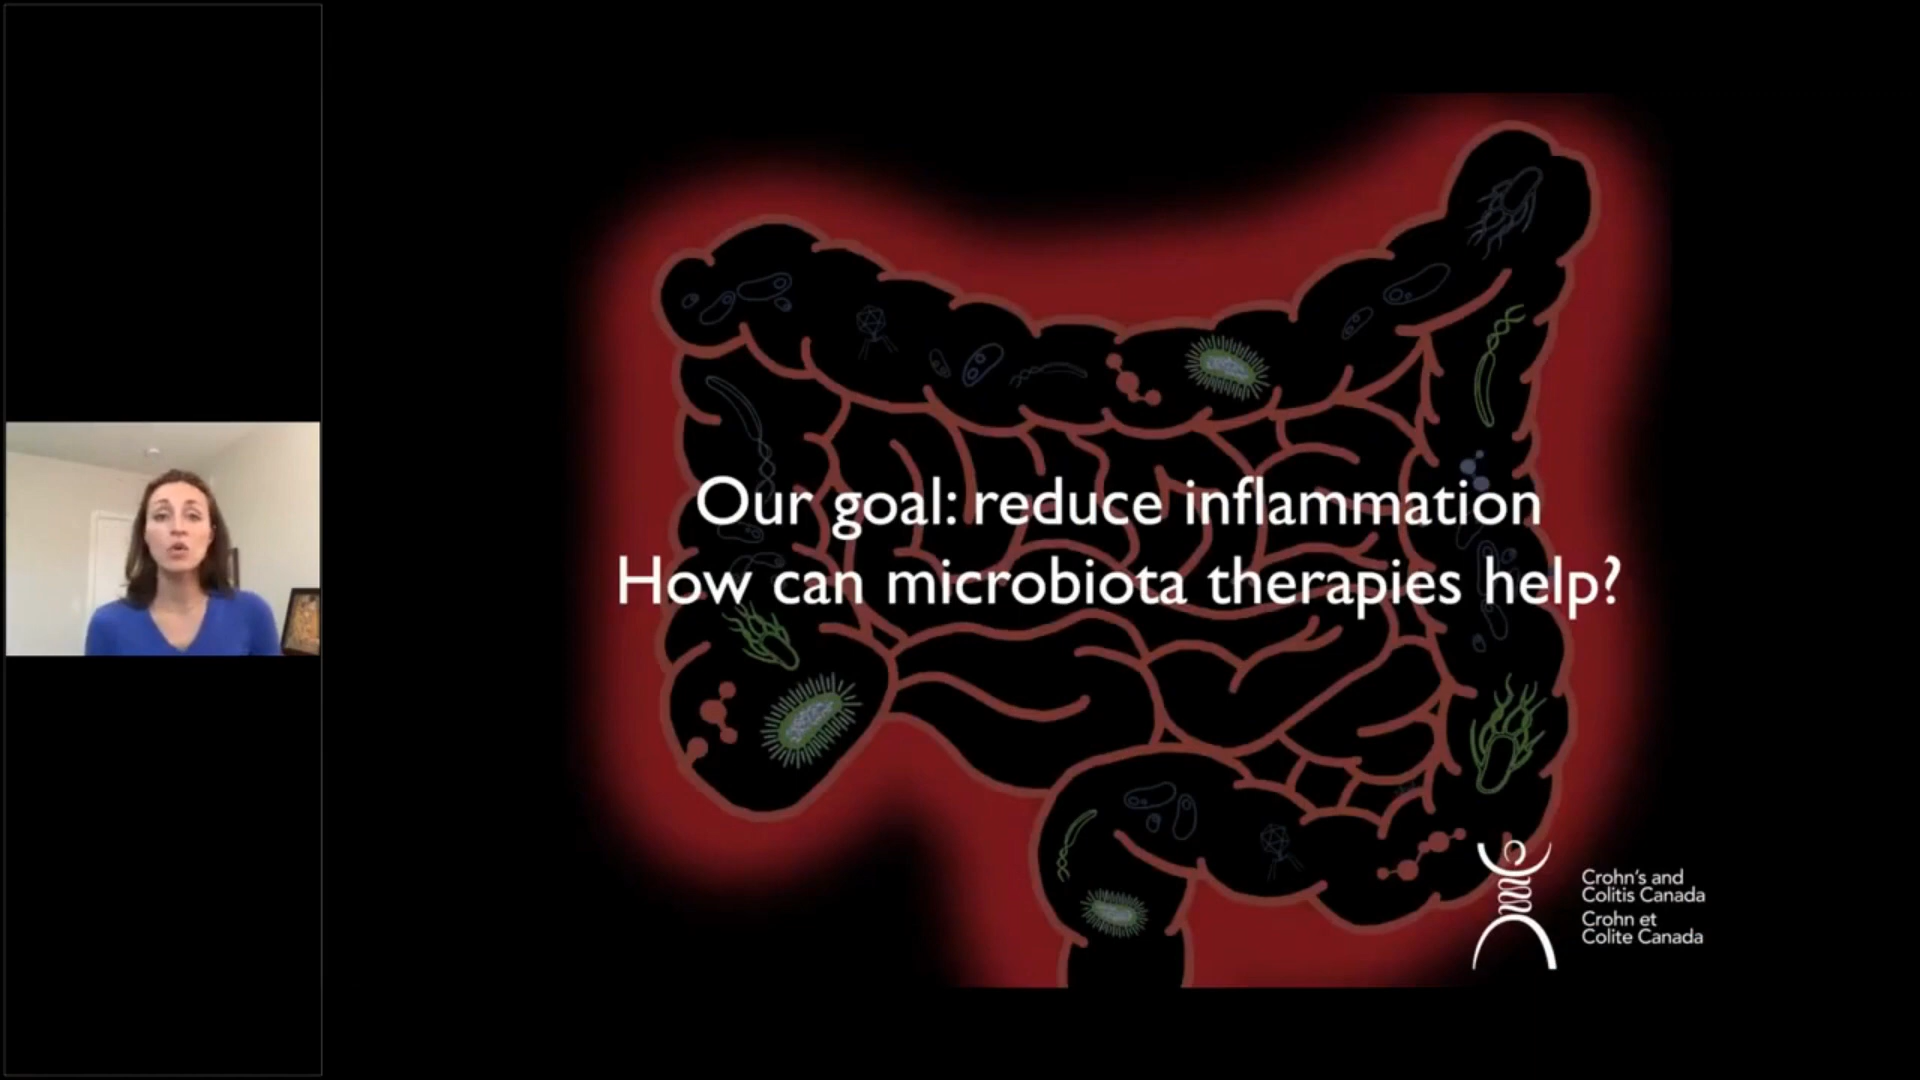 Our goal: reduce inflammation
How can microbiota therapies help?
Crohn's and
Colitis Canada
Crohn et
Colite Canada